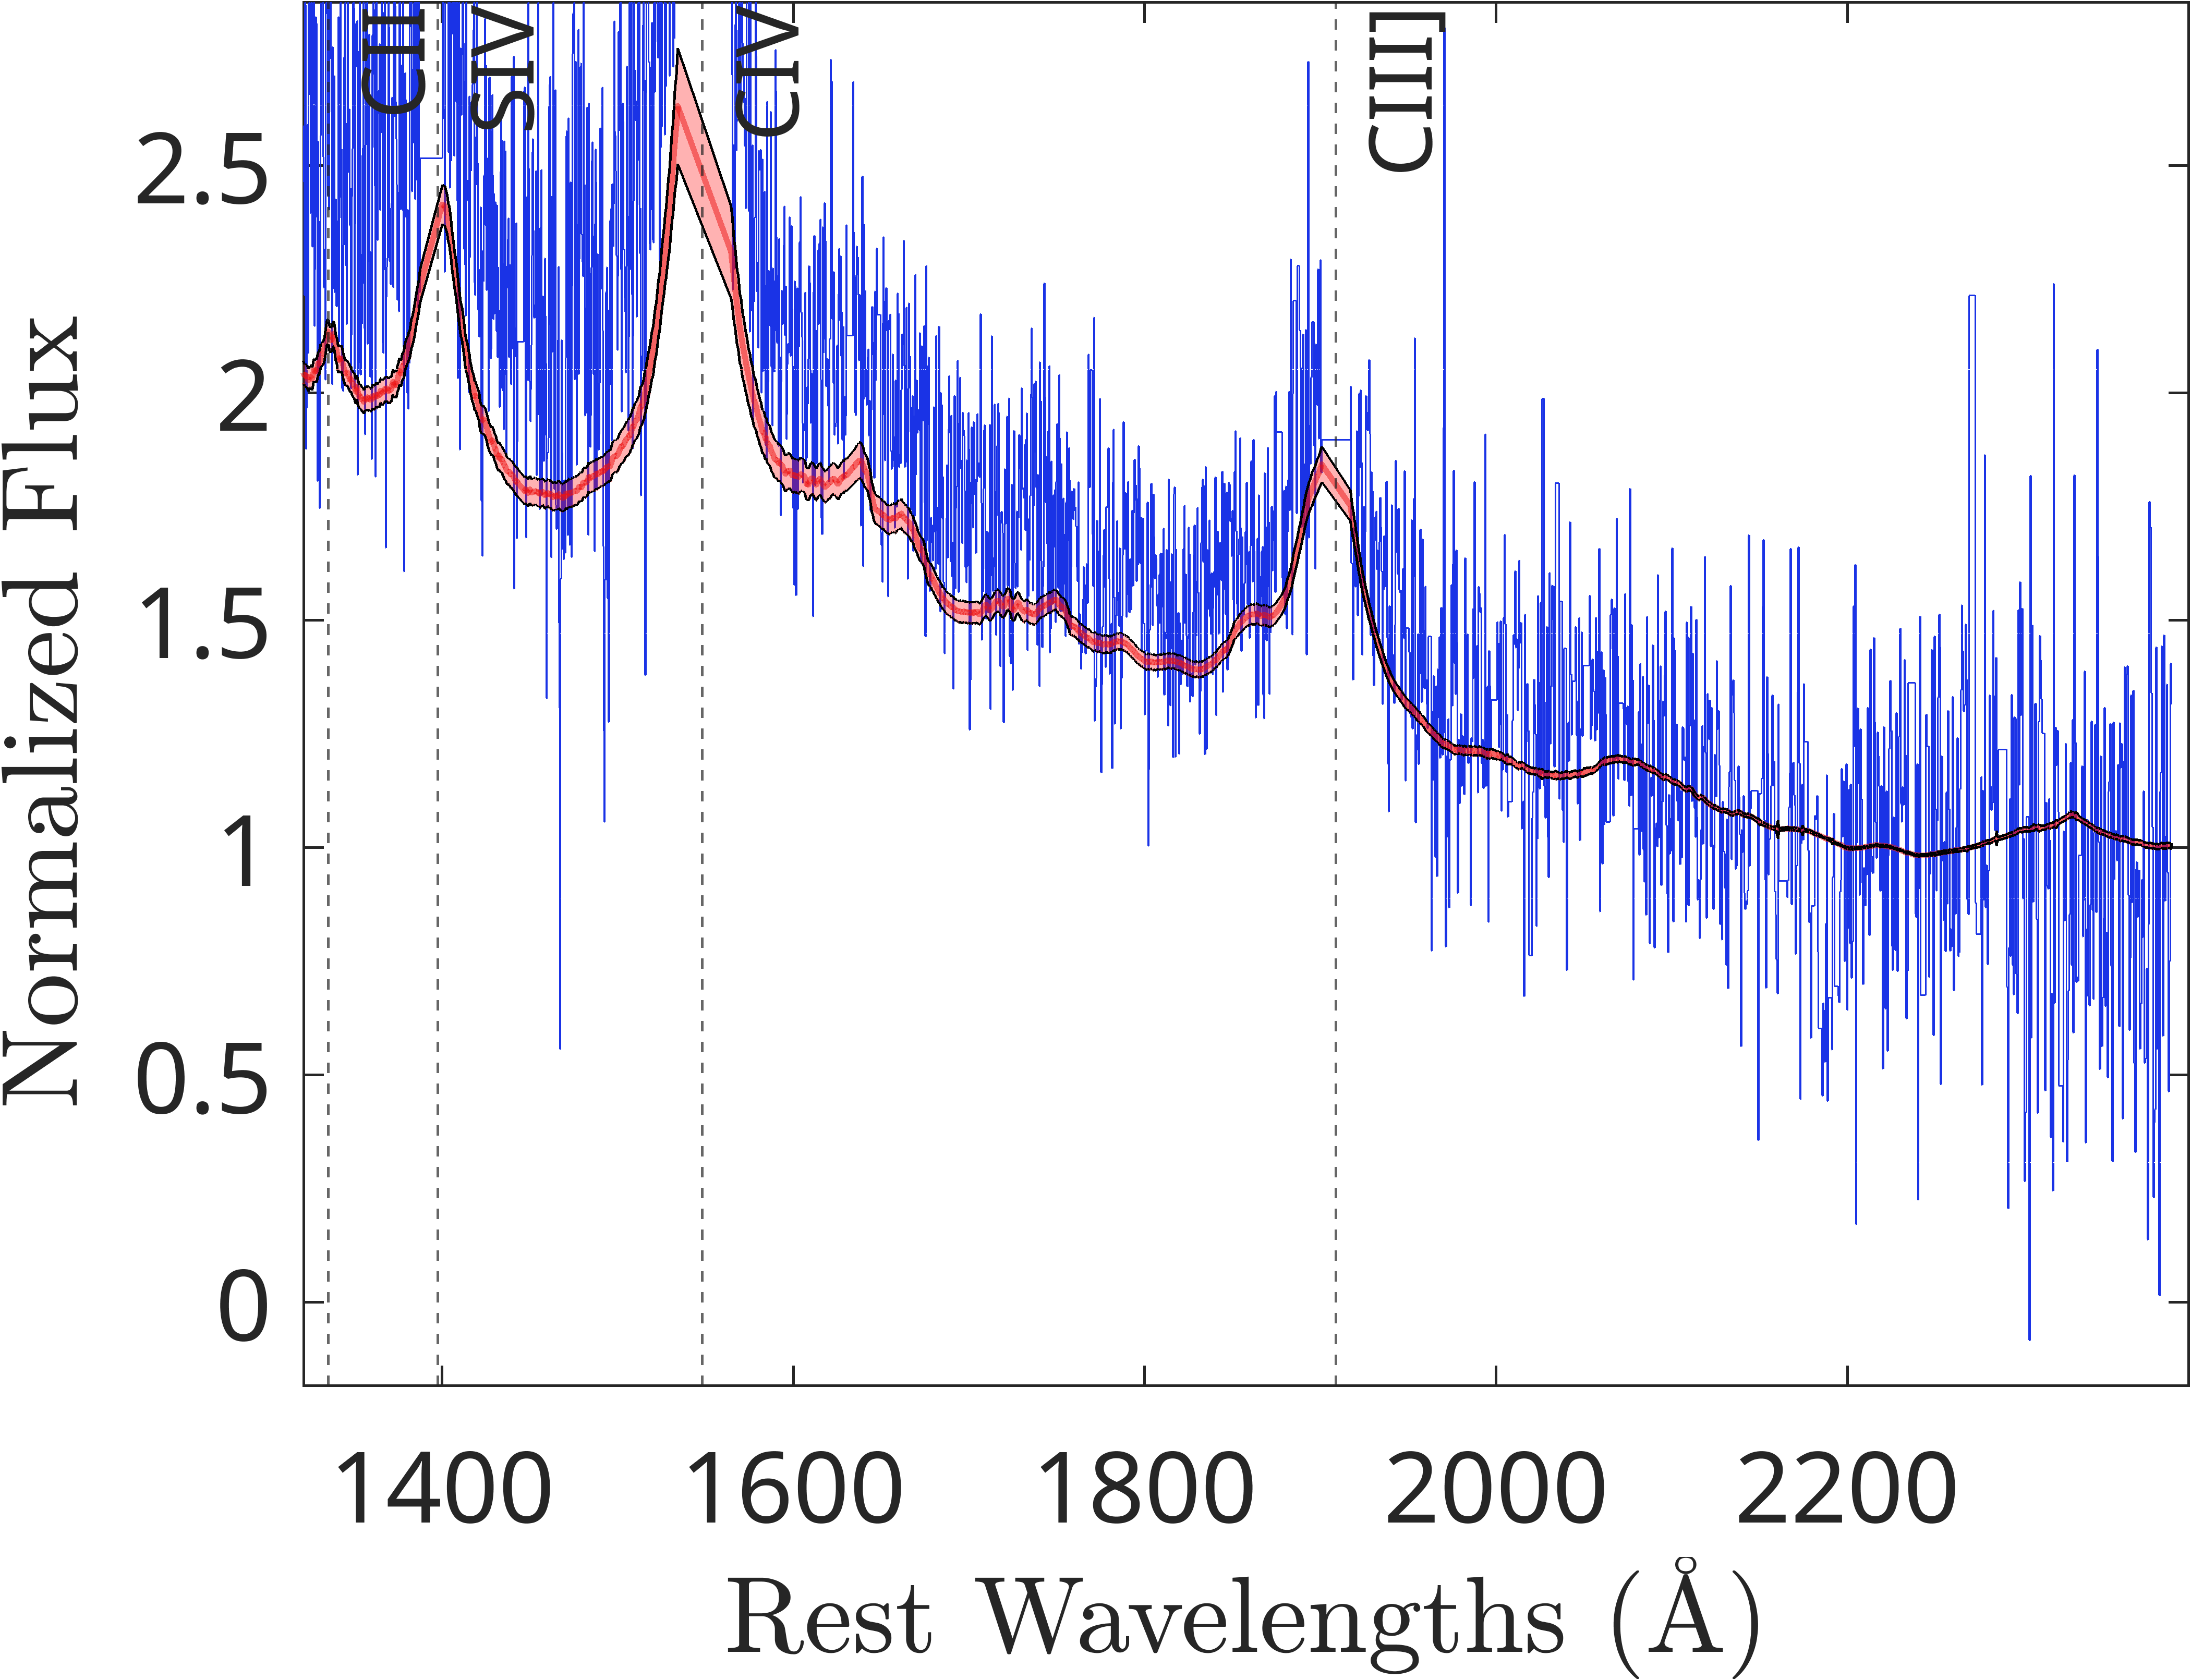 CII
SIV
CIV
CIII]
Normalized Flux
2.5
2
1.5
1
0.5
0
1400
1600
1800
2000
2200
Rest Wavelengths (Å)